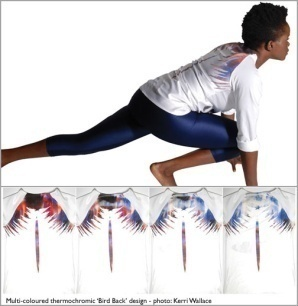 Multi-coloured thermochromic 'Bird Back' design - photo: Kerri Wallace